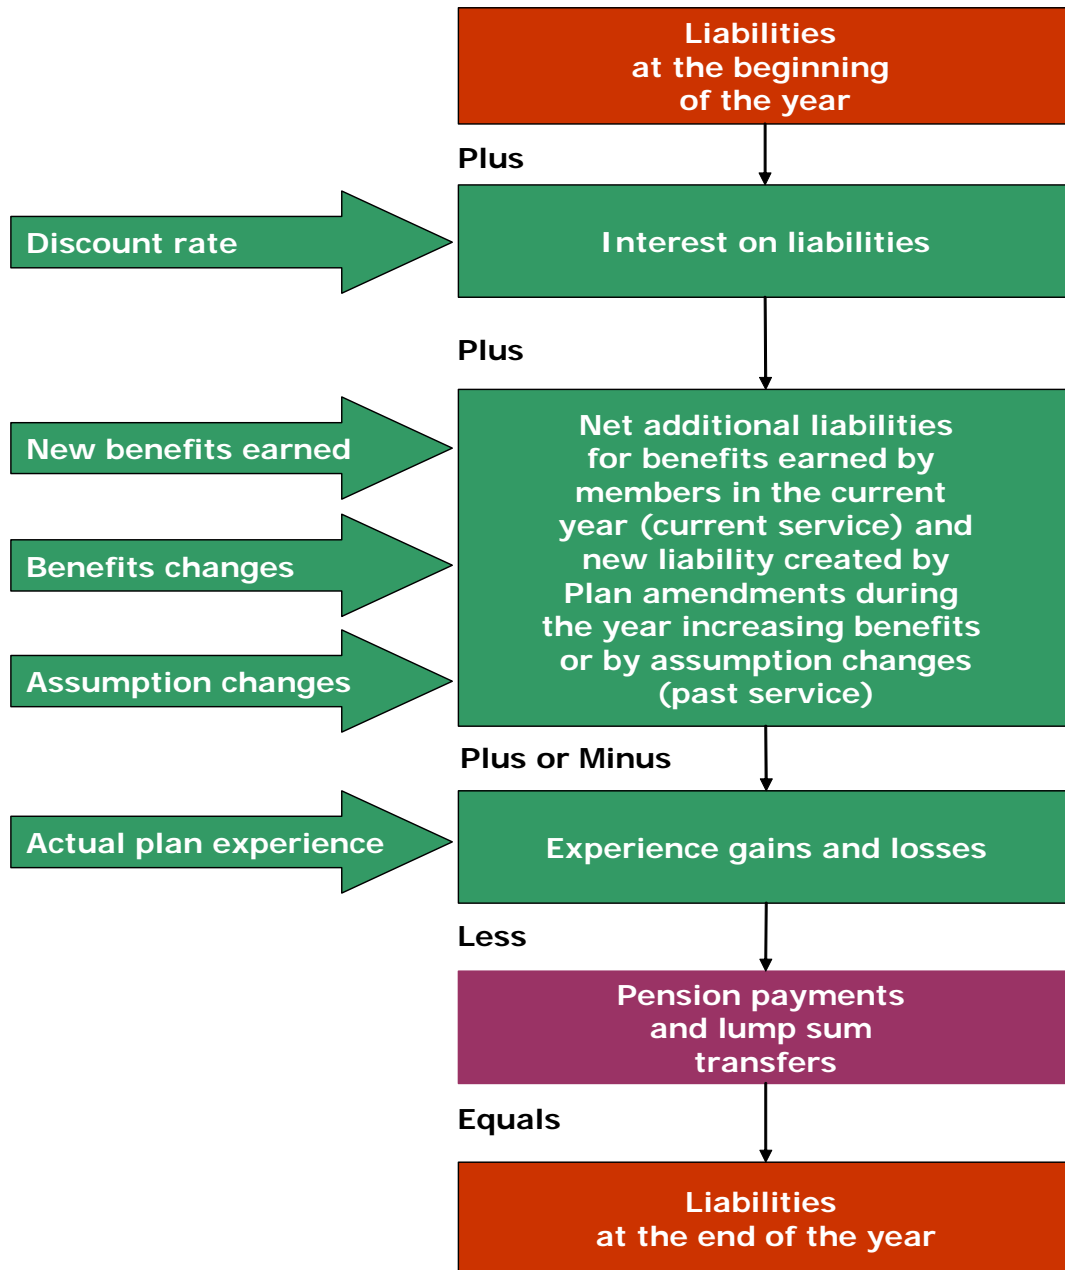 Liabilities
at the beginning
of the year
Plus
Discount rate
Interest on liabilities
Plus
New benefits earned
Benefits changes
Assumption changes
Net additional liabilities
for benefits earned by
members in the current
year (current service) and
new liability created by
Plan amendments during
the year increasing benefits
or by assumption changes
(past service)
Plus or Minus
Actual plan experience
Experience gains and losses
Less
Pension payments
and lump sum
transfers
Equals
Liabilities
at the end of the year